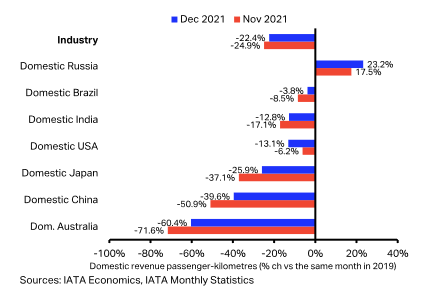 Dec 2021 Nov 2021
Industry -22.4%
-24.9%
Domestic Russia 23.2%
17.5%
Domestic Brazil -3.8%
-8.5%
Domestic India -12.8%
-17.1%
Domestic USA -13.1%
-6.2%
Domestic Japan -25.9%
-37.1%
Domestic China -39.6%
-50.9%
Dom. Australia -60.4%
-71.6%
-100% -80% -60% -40% -20% 0% 20% 40%
Domestic revenue passenger-kilometres (% ch vs the same month in 2019)
Sources: IATA Economics, IATA Monthly Statistics